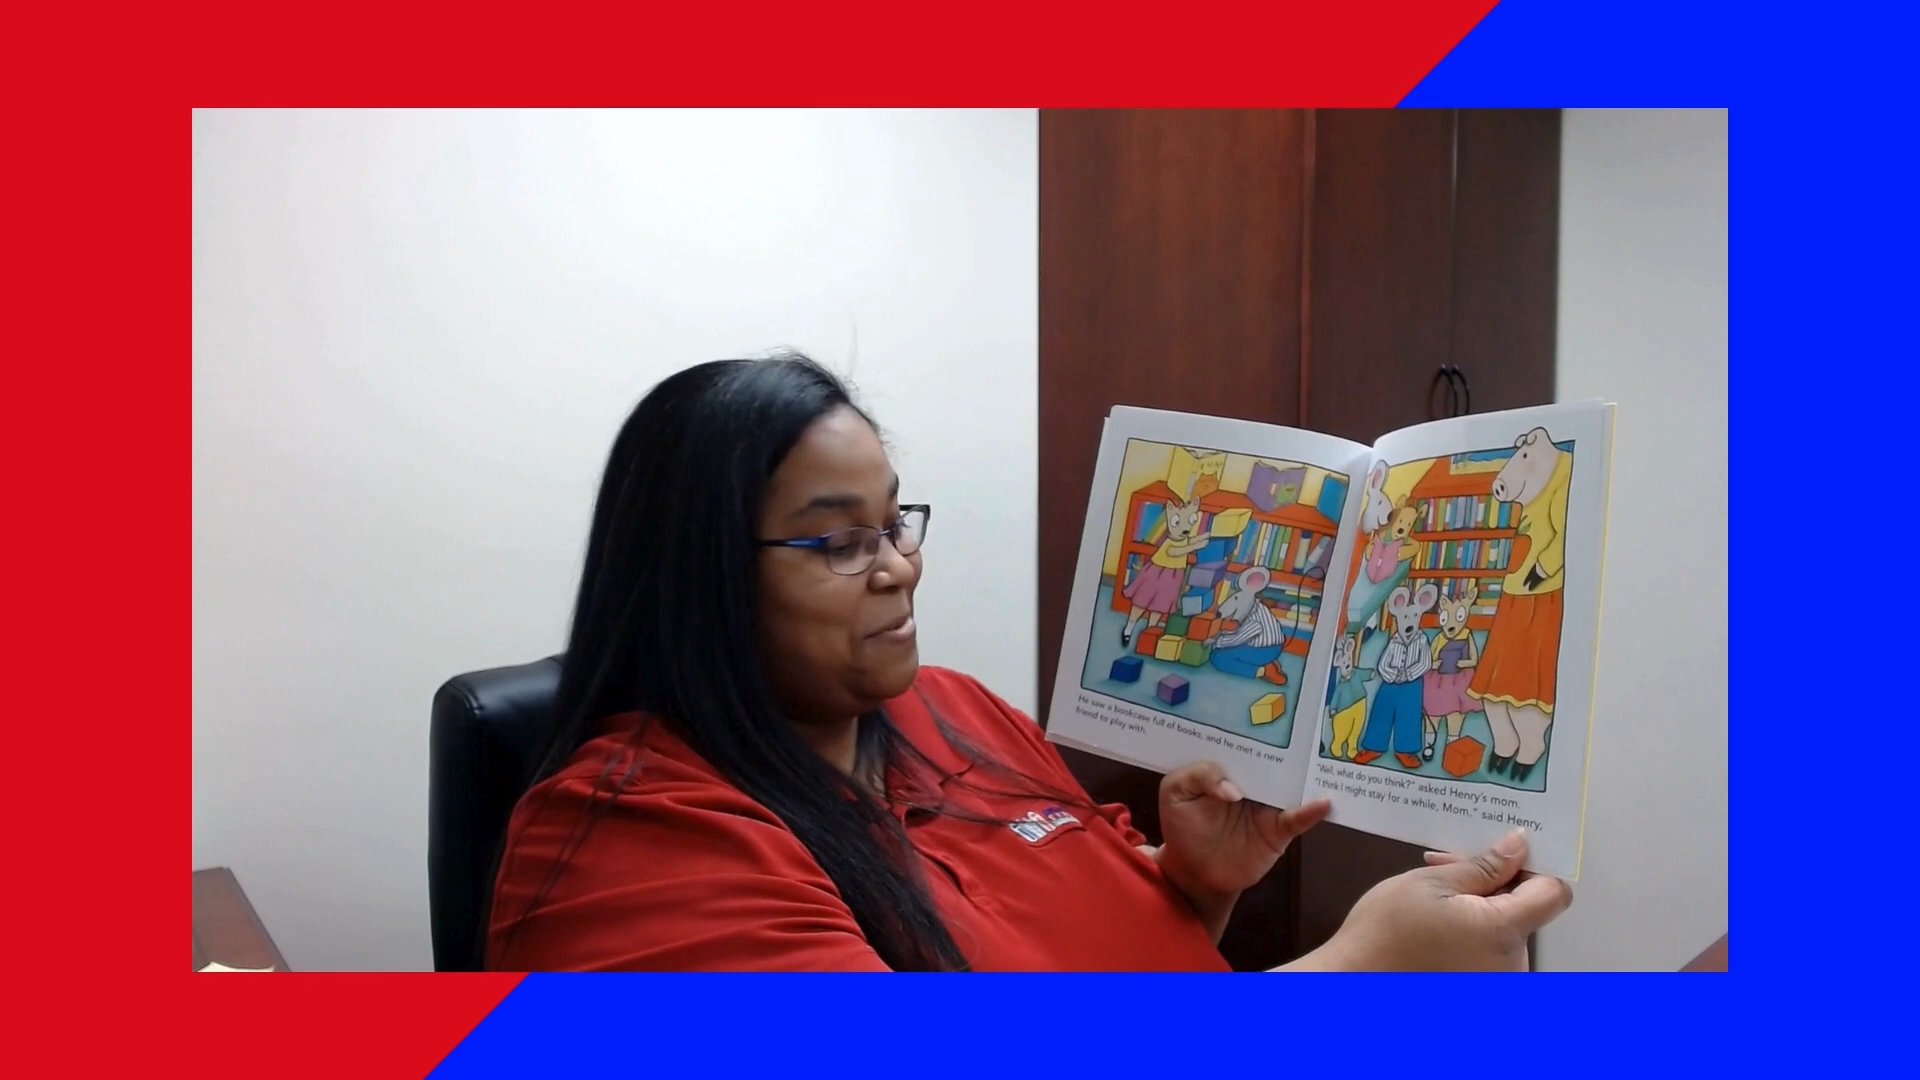 He saw a bookcase full of books, and he met a new
friend to play with.
"Well, what do you think?" asked Henry's mom.
"I think I might stay for a while, Mom," said Henry,